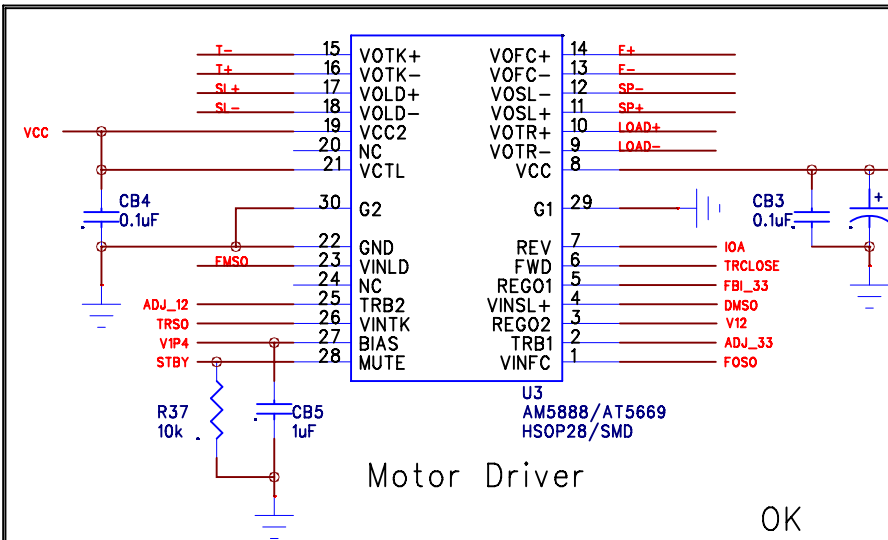 T- 15 VOTK+ VOFC+ 14 F+
T+ 16 VOTK- VOFC- 13 F-
SL+ 17 VOLD+ VOSL- 12 SP-
SL- 18 VOLD- VOSL+ 11 SP+
VCC 19 VCC2 VOTR+ 10 LOAD+
20 NC VOTR- 9 LOAD-
21 VCTL VCC 8
CB4 30 G2 G1 29 CB3 +
0.1uF 0.1uF
22 GND REV 7 IOA
FMSO 23 VINLD FWD 6 TRCLOSE
24 NC REGO1 5 FBI_33
ADJ_12 25 TRB2 VINSL+ 4 DMSO
TRSO 26 VINTK REGO2 3 V12
V1P4 27 BIAS TRB1 2 ADJ_33
STBY 28 MUTE VINFC 1 FOSO
U3
R37 CB5 AM5888/AT5669
10k 1uF HSOP28/SMD
Motor Driver
OK